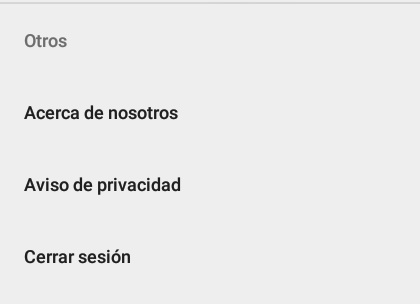 Otros
Acerca de nosotros
Aviso de privacidad
Cerrar sesión